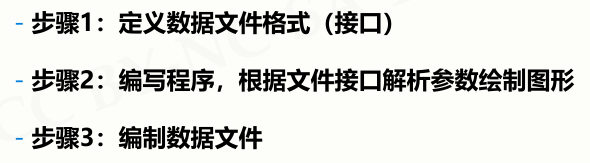 - 步骤1：定义数据文件格式（接口）
- 步骤2：编写程序，根据文件接口解析参数绘制图形
- 步骤3：编制数据文件